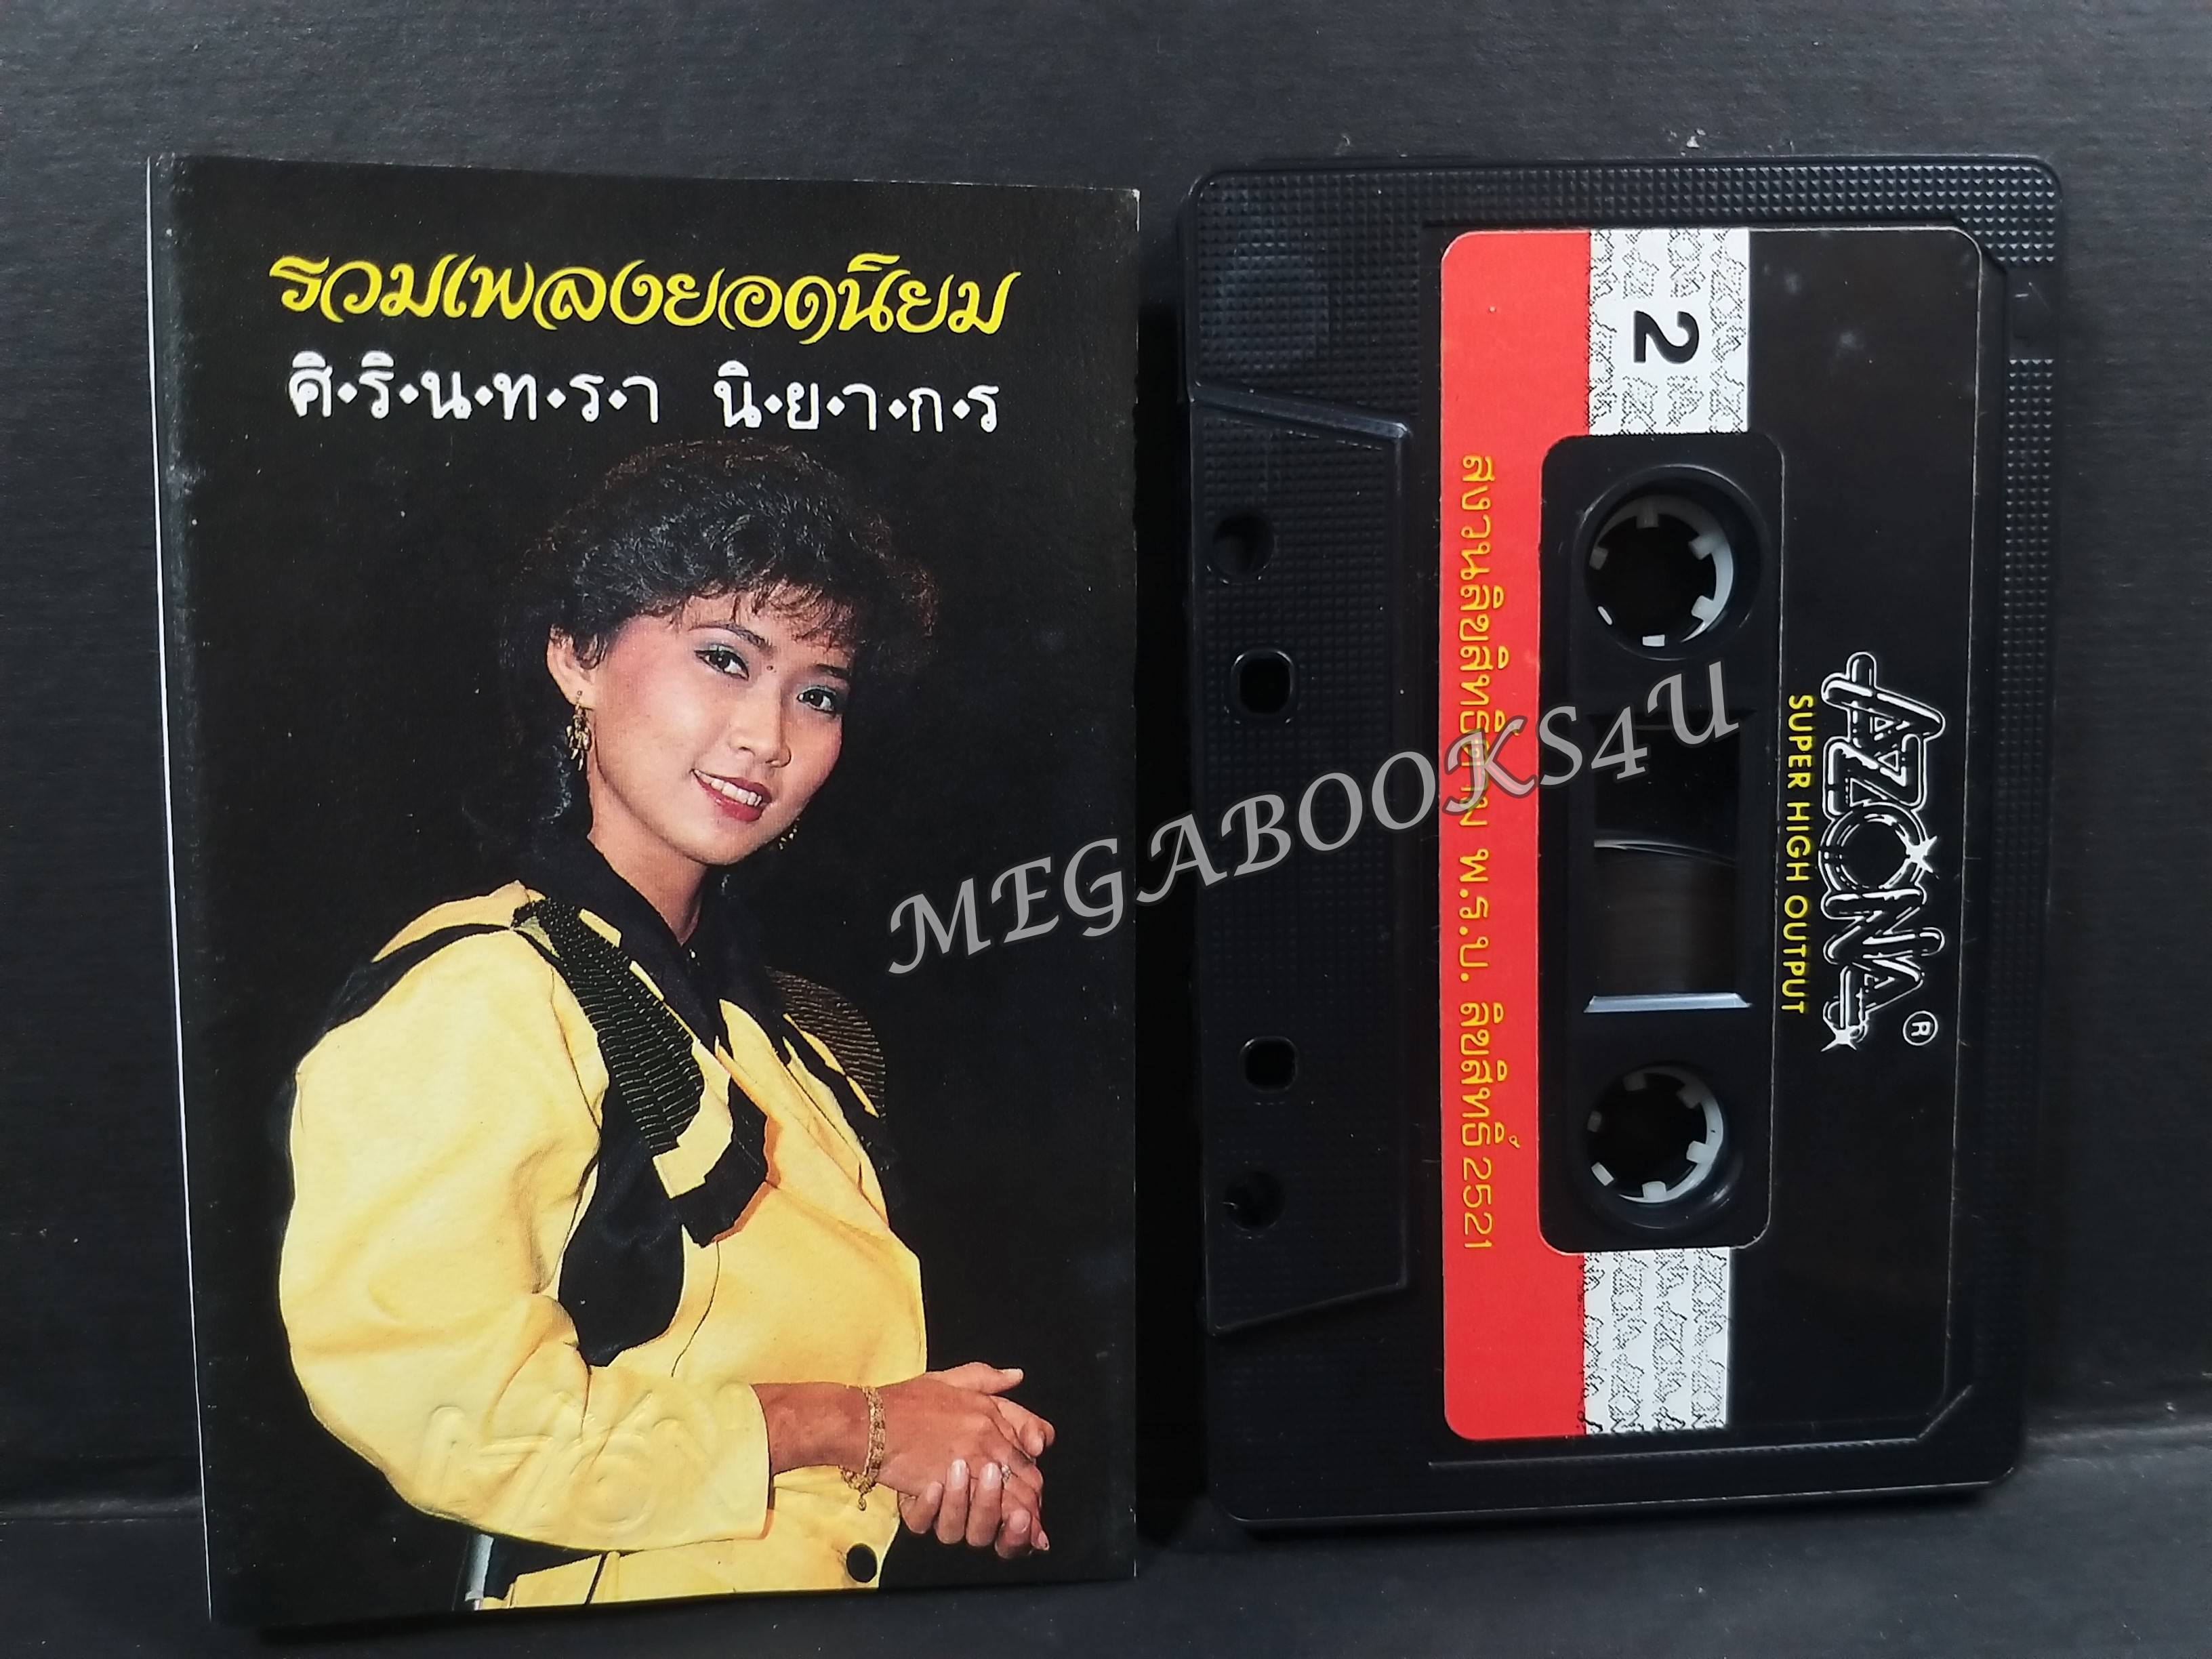 รวมเพลงยอดนิยม
ศิ•ริ•น•ท•ร•า นิ•ย•า•ก•ร
MEGABOOKS4U
2
AZONA ®
SUPER HIGH OUTPUT
สงวนลิขสิทธิ์ตาม พ.ร.บ. ลิขสิทธิ์ 2521